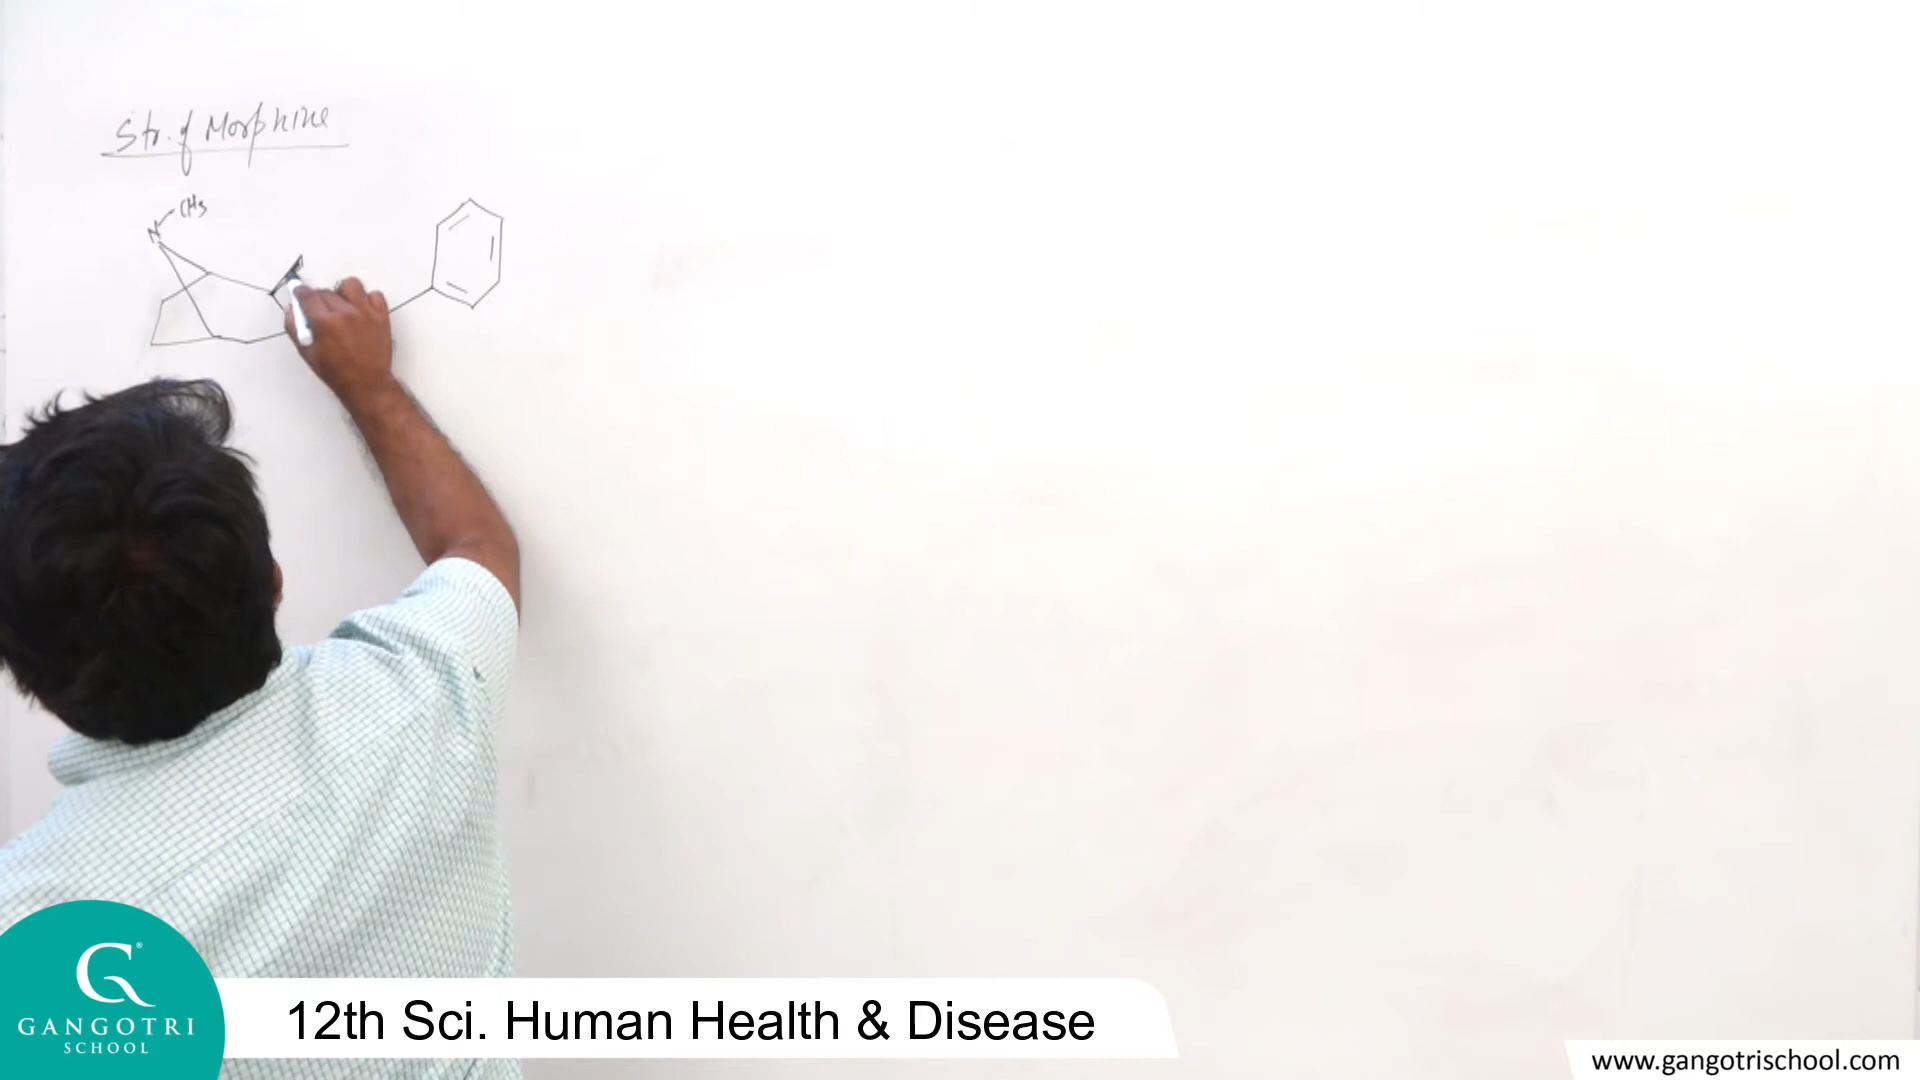 Str. of Morphine
CH3
N
G®
GANGOTRI
SCHOOL
12th Sci. Human Health & Disease
www.gangotrischool.com